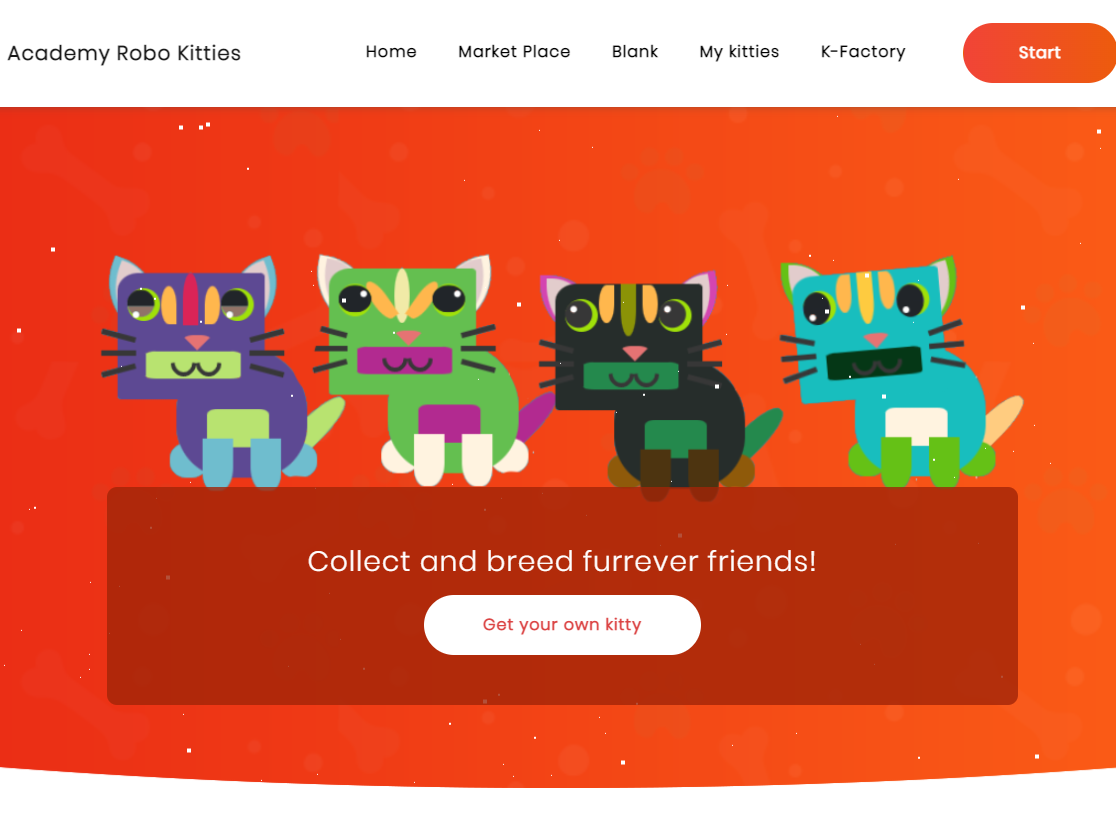 Academy Robo Kitties
Home
Market Place
Blank
My kitties
K-Factory
Start
Collect and breed furrever friends!
Get your own kitty